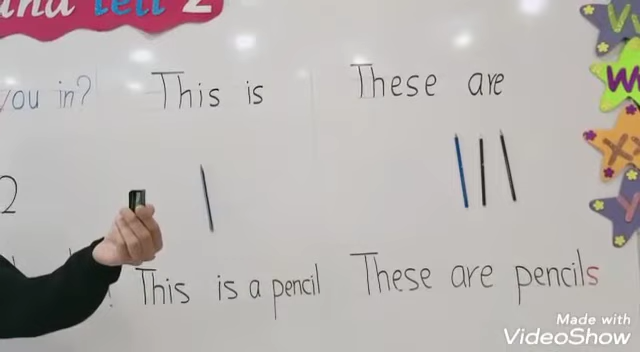 and tell 2
you in? This is These are
2
This is a pencil These are pencils
Made with
VideoShow